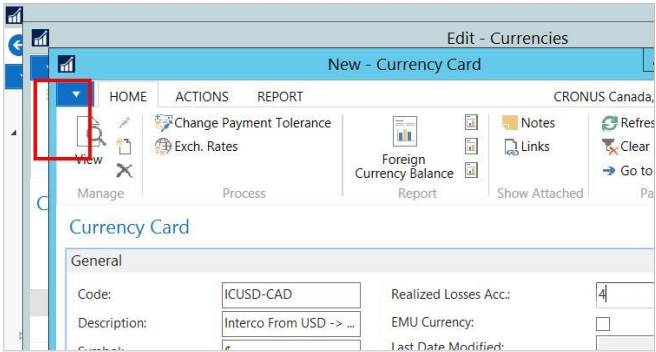 Edit - Currencies
New - Currency Card
HOME ACTIONS REPORT CRONUS Canada,
View
Change Payment Tolerance
Exch. Rates
Foreign
Currency Balance
Notes
Links
Clear
Go to
Manage Process Report Show Attached
Currency Card
General
Code: ICUSD-CAD Realized Losses Acc.: 4
Description: Interco From USD -> ... EMU Currency:
Last Date Modified: